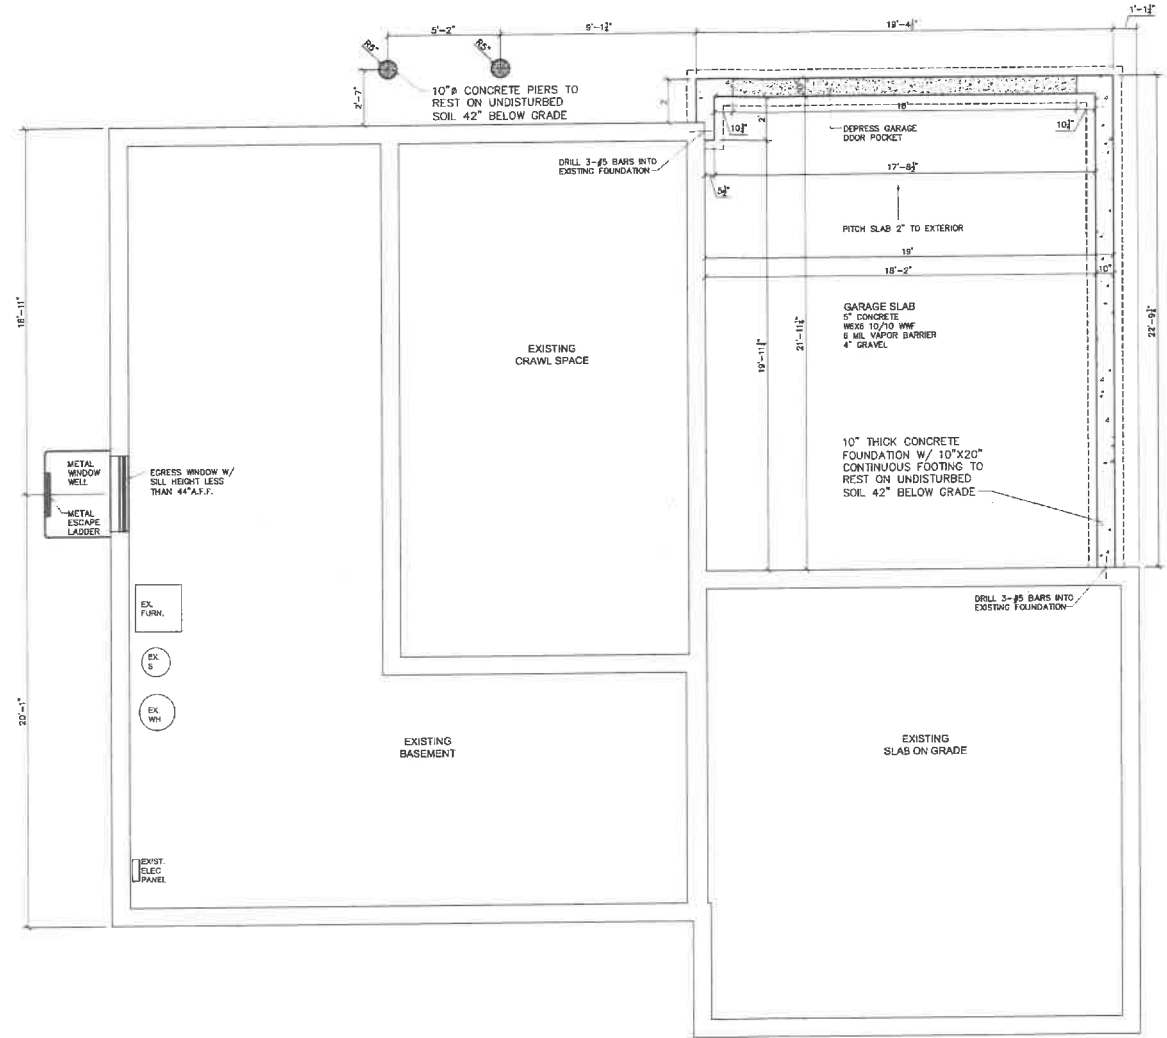 1'-1½"
5'-2"
9'-1½"
19'-4½"
R5"
R5"
2'-7"
10"ø CONCRETE PIERS TO
REST ON UNDISTURBED
SOIL 42" BELOW GRADE
2'
18'
2'
10½"
10½"
DEPRESS GARAGE
DOOR POCKET
DRILL 3-#5 BARS INTO
EXISTING FOUNDATION
17'-8½"
5½"
PITCH SLAB 2" TO EXTERIOR
19'
18'-2"
10"
18'-11"
GARAGE SLAB
5" CONCRETE
W6X6 10/10 WWF
6 MIL VAPOR BARRIER
4" GRAVEL
19'-11½"
21'-11½"
EXISTING
CRAWL SPACE
10" THICK CONCRETE
FOUNDATION W/ 10"X20"
CONTINUOUS FOOTING TO
REST ON UNDISTURBED
SOIL 42" BELOW GRADE
METAL
WINDOW
WELL
EGRESS WINDOW W/
SILL HEIGHT LESS
THAN 44"A.F.F.
METAL
ESCAPE
LADDER
EX.
FURN.
DRILL 3-#5 BARS INTO
EXISTING FOUNDATION
EX.
S
EX
WH
20'-1"
EXISTING
BASEMENT
EXISTING
SLAB ON GRADE
EXIST.
ELEC
PANEL